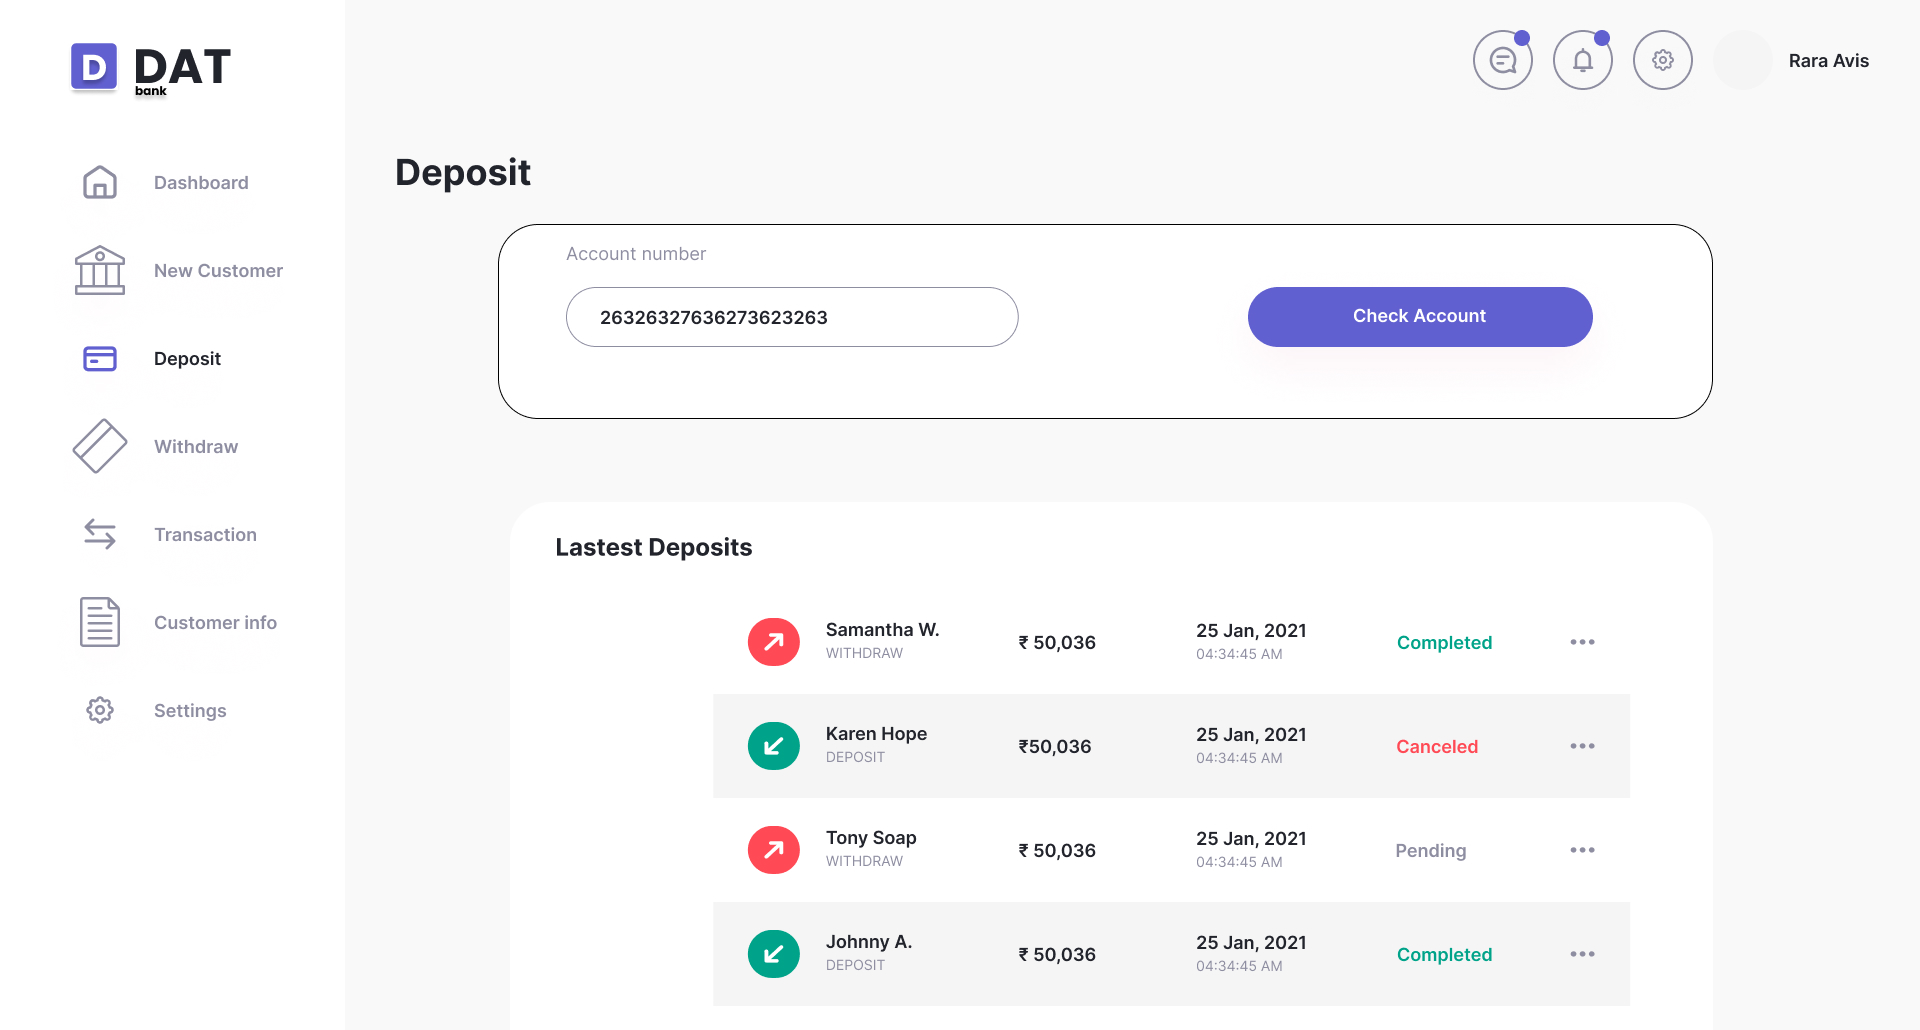 D DAT
bank
Rara Avis
Dashboard
New Customer
Deposit
Withdraw
Transaction
Customer info
Settings
Deposit
Account number
26326327636273623263
Check Account
Lastest Deposits
Samantha W.
WITHDRAW
₹ 50,036
25 Jan, 2021
04:34:45 AM
Completed
Karen Hope
DEPOSIT
₹50,036
25 Jan, 2021
04:34:45 AM
Canceled
Tony Soap
WITHDRAW
₹ 50,036
25 Jan, 2021
04:34:45 AM
Pending
Johnny A.
DEPOSIT
₹ 50,036
25 Jan, 2021
04:34:45 AM
Completed